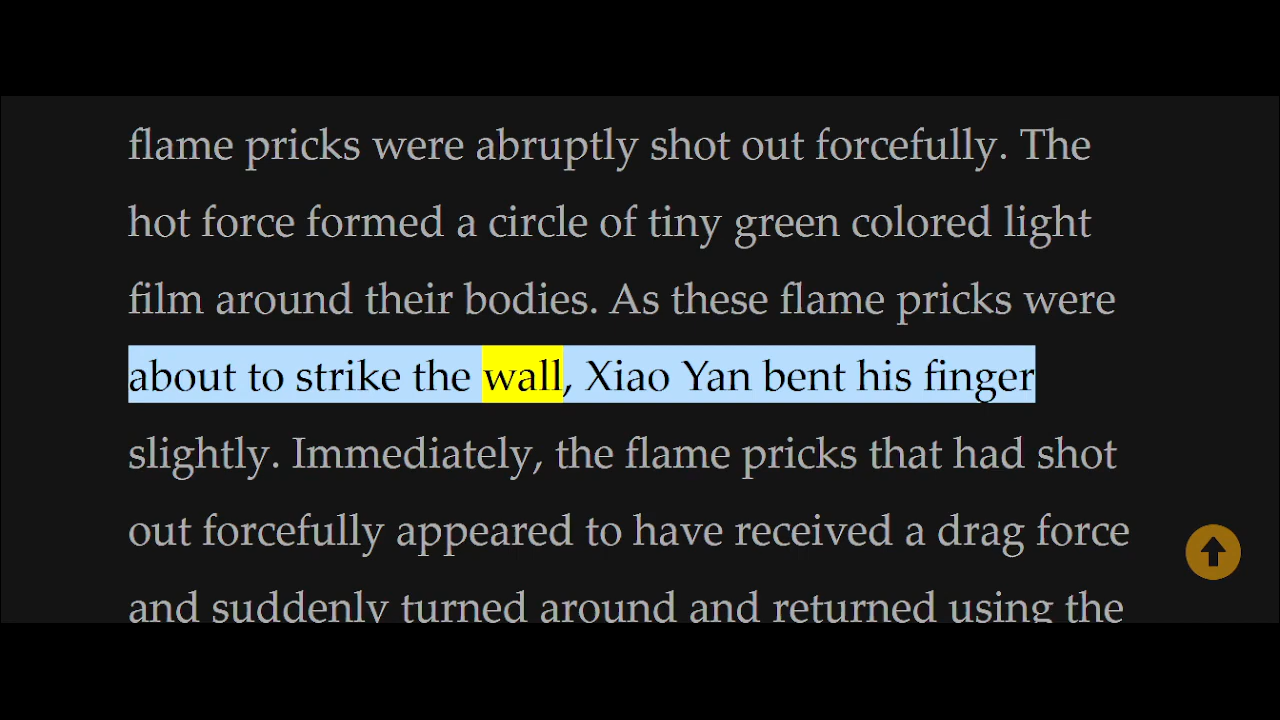 flame pricks were abruptly shot out forcefully. The
hot force formed a circle of tiny green colored light
film around their bodies. As these flame pricks were
about to strike the wall, Xiao Yan bent his finger
slightly. Immediately, the flame pricks that had shot
out forcefully appeared to have received a drag force
and suddenly turned around and returned using the